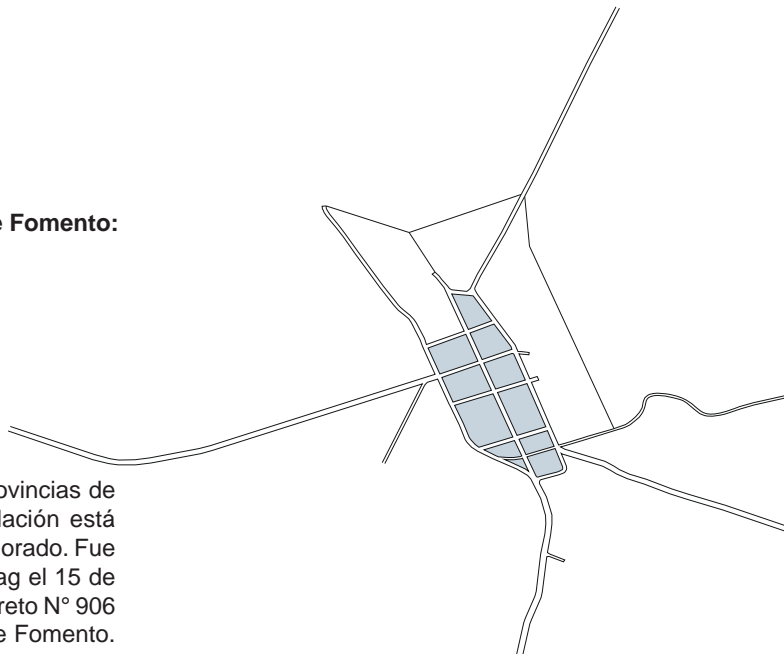 e Fomento:
ovincias de
lación está
orado. Fue
ag el 15 de
reto N° 906
e Fomento.